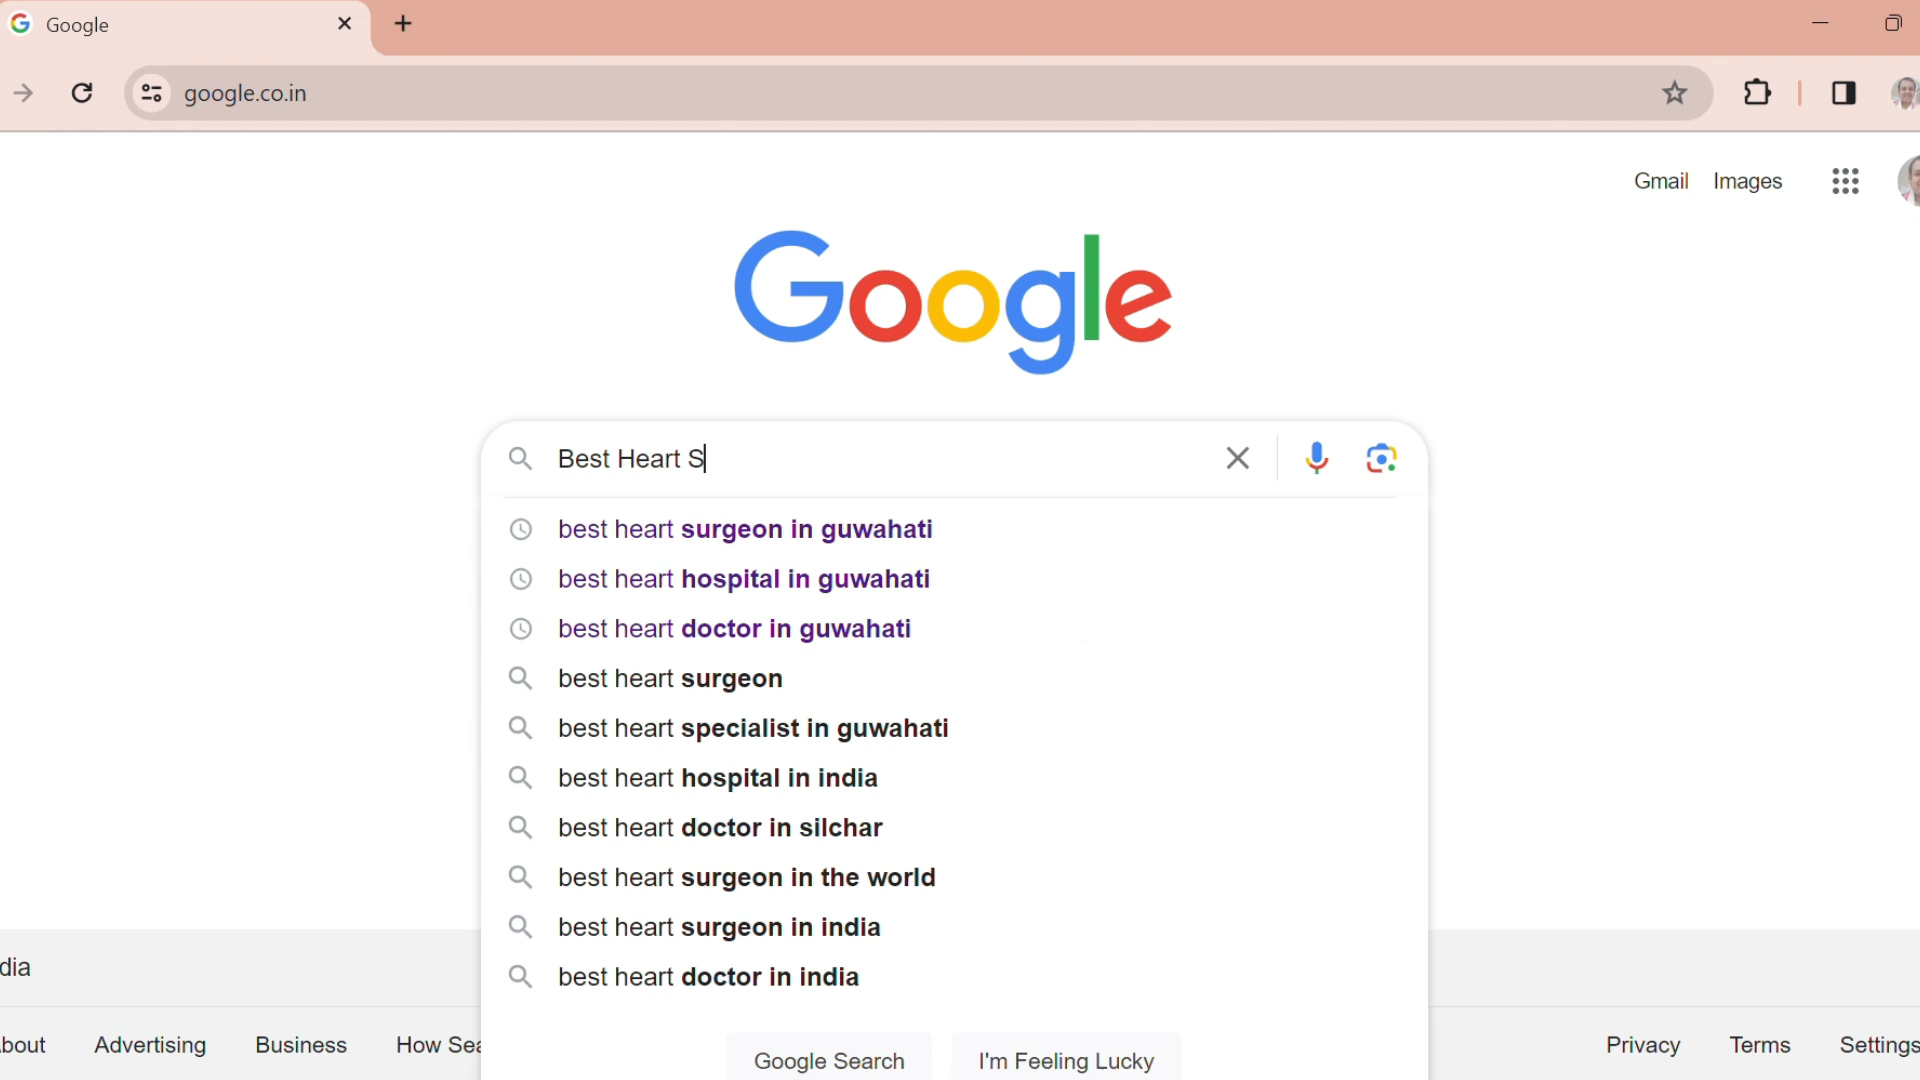 Google
google.co.in
Gmail Images
Google
Best Heart S
best heart surgeon in guwahati
best heart hospital in guwahati
best heart doctor in guwahati
best heart surgeon
best heart specialist in guwahati
best heart hospital in india
best heart doctor in silchar
best heart surgeon in the world
best heart surgeon in india
best heart doctor in india
Google Search I'm Feeling Lucky
dia
bout Advertising Business How Sea Privacy Terms Settings